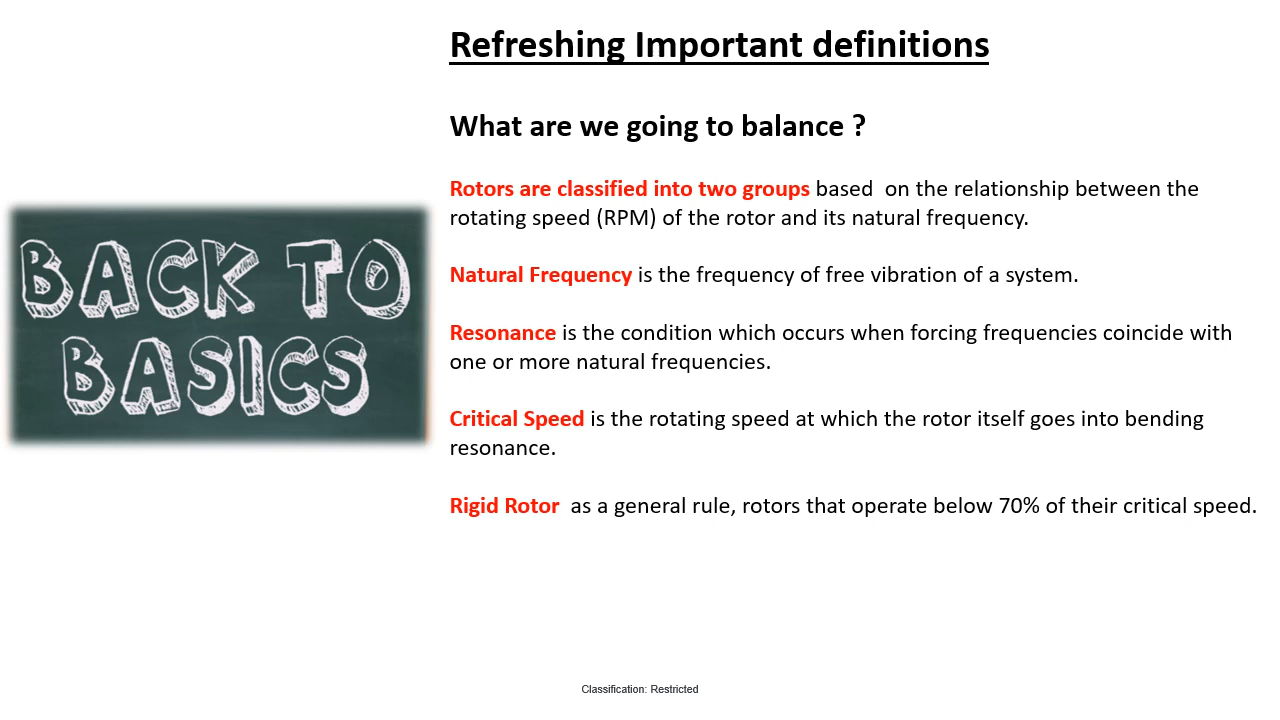 Refreshing Important definitions
What are we going to balance ?
BACK TO
BASICS
Rotors are classified into two groups based  on the relationship between the
rotating speed (RPM) of the rotor and its natural frequency.
Natural Frequency is the frequency of free vibration of a system.
Resonance is the condition which occurs when forcing frequencies coincide with
one or more natural frequencies.
Critical Speed is the rotating speed at which the rotor itself goes into bending
resonance.
Rigid Rotor  as a general rule, rotors that operate below 70% of their critical speed.
Classification: Restricted